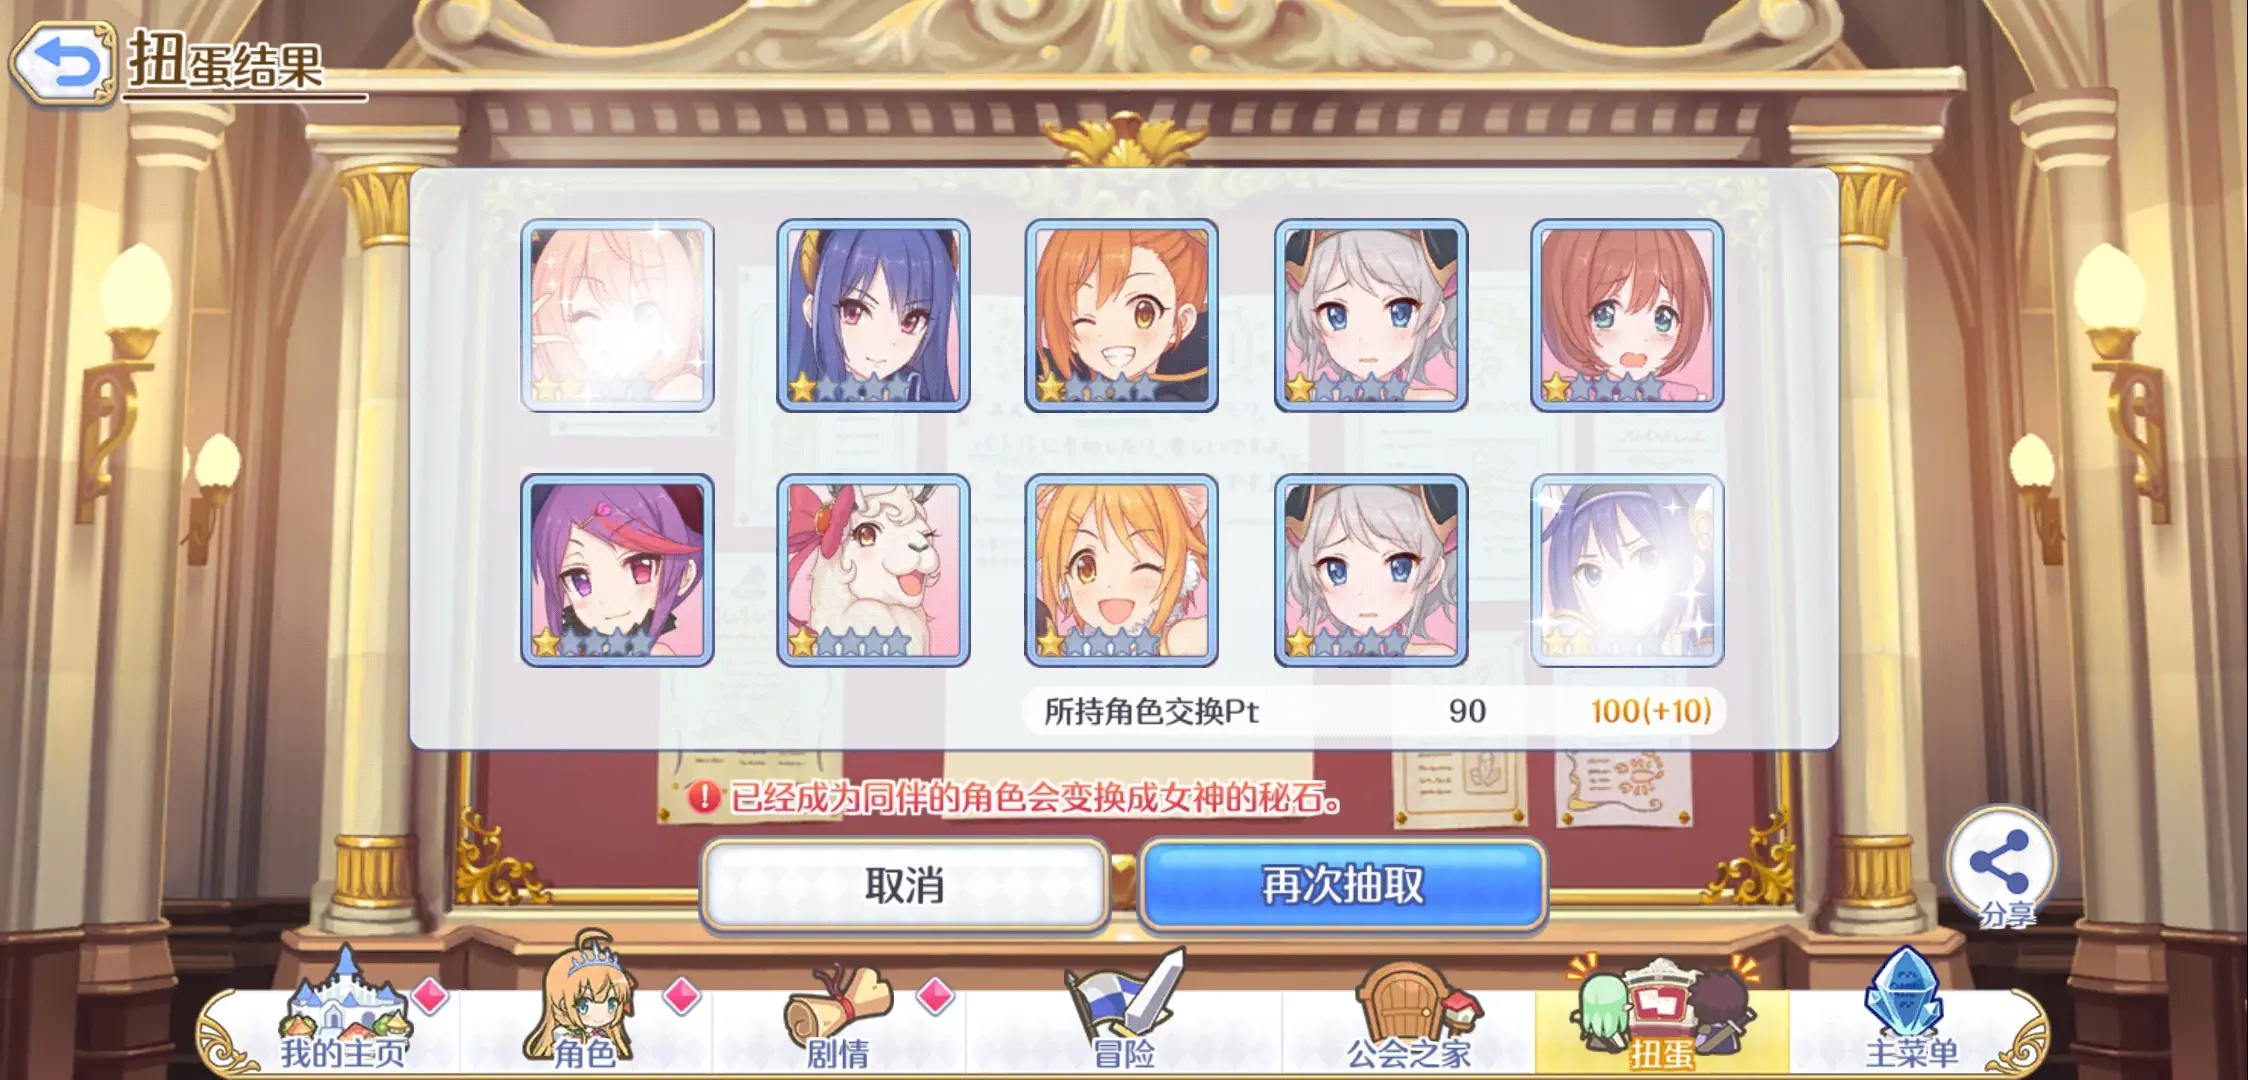 扭蛋结果
所持角色交换Pt 90 100(+10)
已经成为同伴的角色会变换成女神的秘石。
取消
再次抽取
分享
我的主页
角色
剧情
冒险
公会之家
扭蛋
主菜单